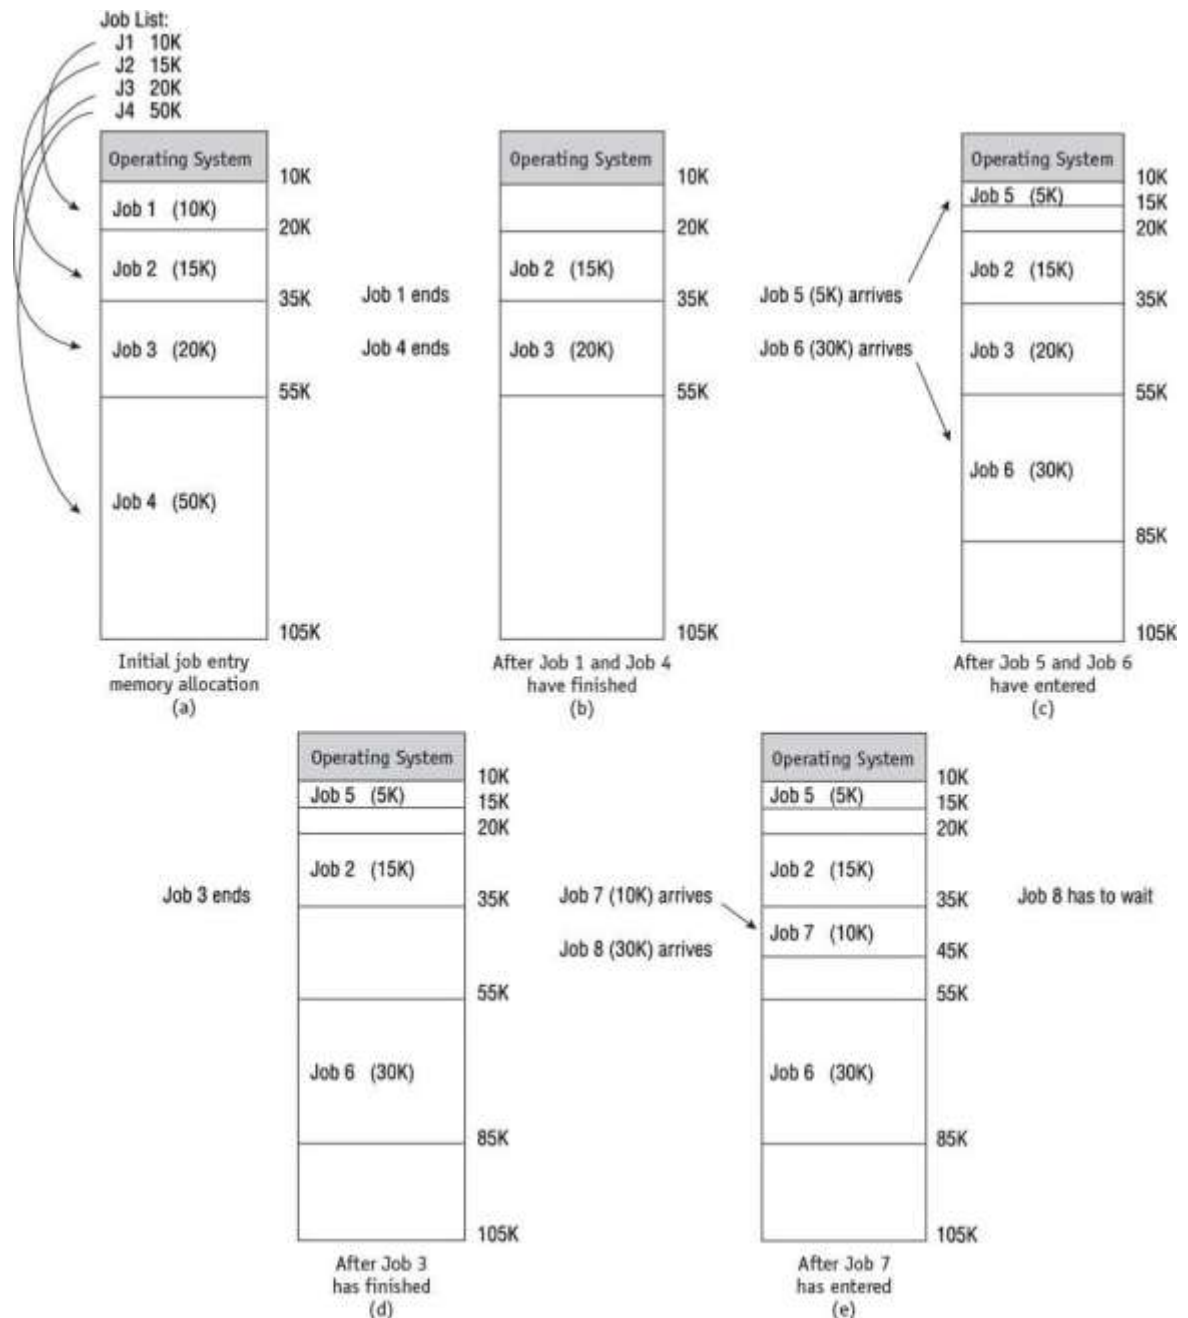 Job List:
J1 10K
J2 15K
J3 20K
J4 50K
Operating System
10K
Job 1 (10K)
20K
Job 2 (15K)
35K
Job 3 (20K)
55K
Job 4 (50K)
105K
Initial job entry
memory allocation
(a)
Job 1 ends
Job 4 ends
Operating System
10K
20K
Job 2 (15K)
35K
Job 3 (20K)
55K
105K
After Job 1 and Job 4
have finished
(b)
Job 5 (5K) arrives
Job 6 (30K) arrives
Operating System
10K
Job 5 (5K)
15K
20K
Job 2 (15K)
35K
Job 3 (20K)
55K
Job 6 (30K)
85K
105K
After Job 5 and Job 6
have entered
(c)
Job 3 ends
Operating System
10K
Job 5 (5K)
15K
20K
Job 2 (15K)
35K
55K
Job 6 (30K)
85K
105K
After Job 3
has finished
(d)
Job 7 (10K) arrives
Job 8 (30K) arrives
Operating System
10K
Job 5 (5K)
15K
20K
Job 2 (15K)
35K
Job 7 (10K)
45K
55K
Job 6 (30K)
85K
105K
Job 8 has to wait
After Job 7
has entered
(e)